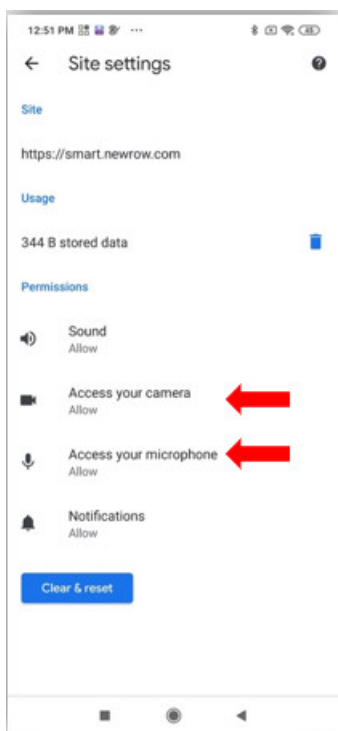 12:51 PM
Site settings
Site
https://smart.newrow.com
Usage
344 B stored data
Permissions
Sound
Allow
Access your camera
Allow
Access your microphone
Allow
Notifications
Allow
Clear & reset